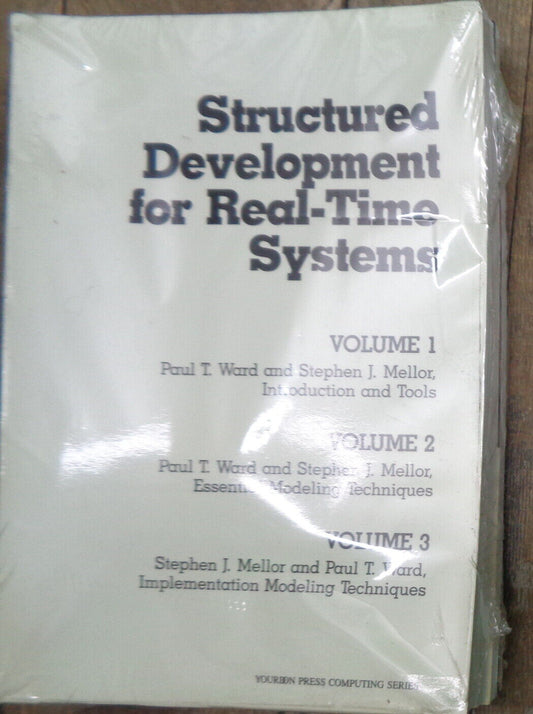 Structured
Development
for Real-Time
Systems
VOLUME 1
Paul T. Ward and Stephen J. Mellor,
Introduction and Tools
VOLUME 2
Paul T. Ward and Stephen J. Mellor,
Essential Modeling Techniques
VOLUME 3
Stephen J. Mellor and Paul T. Ward,
Implementation Modeling Techniques
YOURDON PRESS COMPUTING SERIES